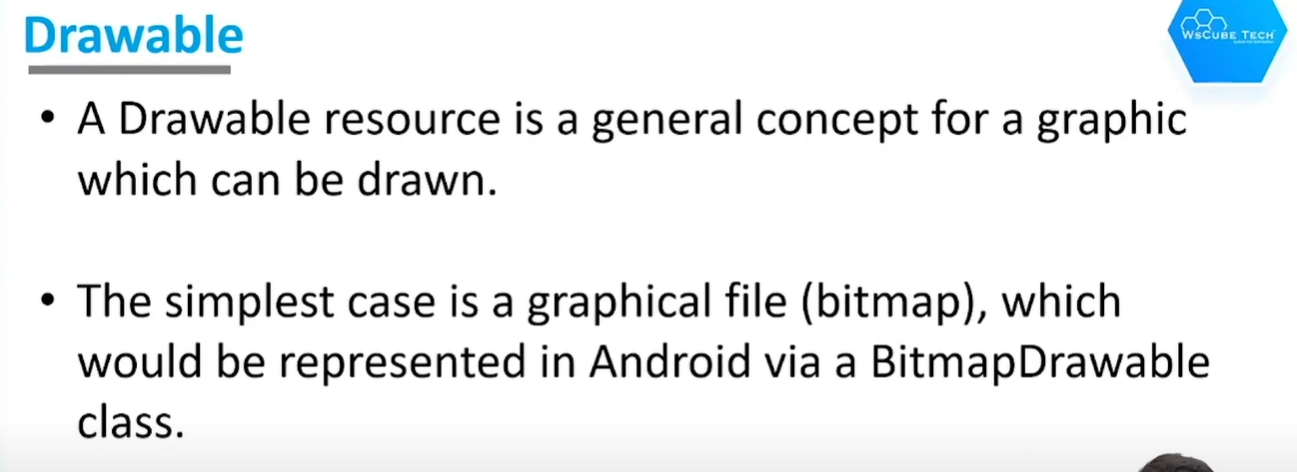 Drawable
WSCUBE TECH
• A Drawable resource is a general concept for a graphic
which can be drawn.
• The simplest case is a graphical file (bitmap), which
would be represented in Android via a BitmapDrawable
class.